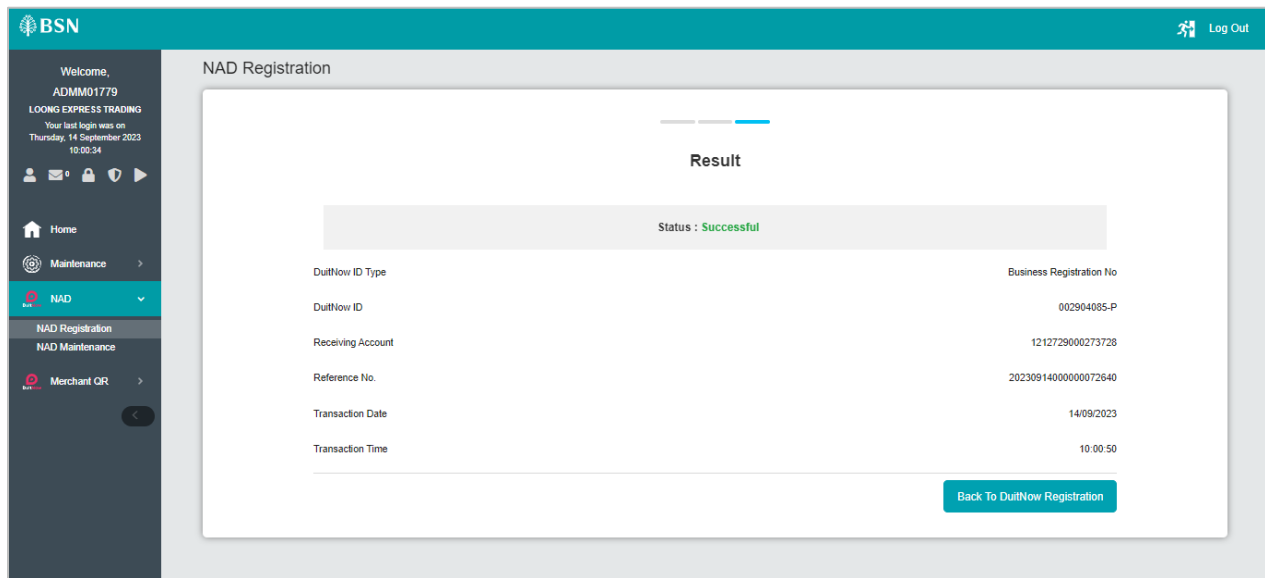 BSN
Log Out
Welcome,
ADMM01779
LOONG EXPRESS TRADING
Your last login was on
Thursday, 14 September 2023
10:00:34
0
Home
Maintenance
NAD
NAD Registration
NAD Maintenance
Merchant QR
NAD Registration
Result
Status : Successful
DuitNow ID Type Business Registration No
DuitNow ID 002904085-P
Receiving Account 1212729000273728
Reference No. 20230914000000072640
Transaction Date 14/09/2023
Transaction Time 10:00:50
Back To DuitNow Registration